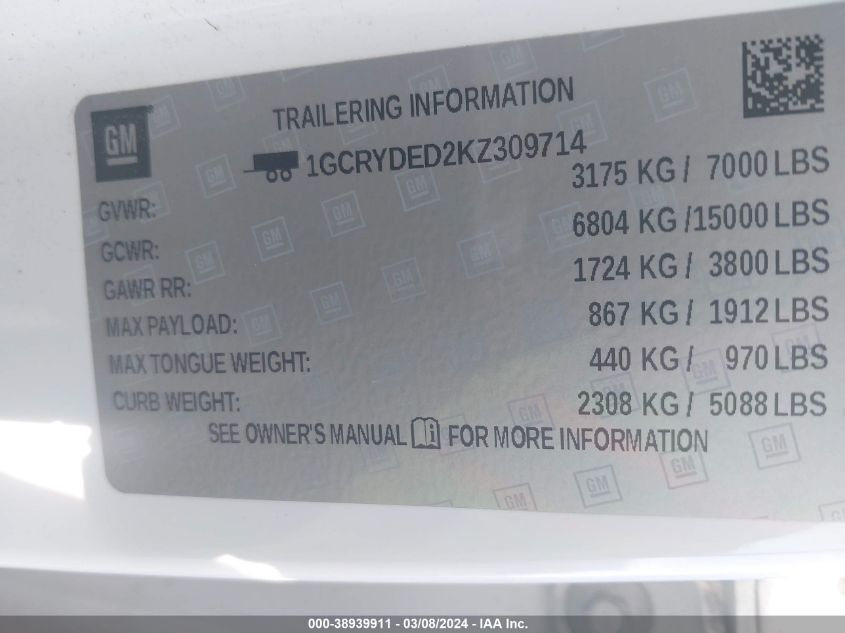 GM
TRAILERING INFORMATION
1GCRYDED2KZ309714
GVWR: 3175 KG / 7000 LBS
GCWR: 6804 KG /15000 LBS
GAWR RR: 1724 KG / 3800 LBS
MAX PAYLOAD: 867 KG / 1912 LBS
MAX TONGUE WEIGHT: 440 KG / 970 LBS
CURB WEIGHT: 2308 KG / 5088 LBS
SEE OWNER'S MANUAL i FOR MORE INFORMATION
000-38939911 - 03/08/2024 - IAA Inc.